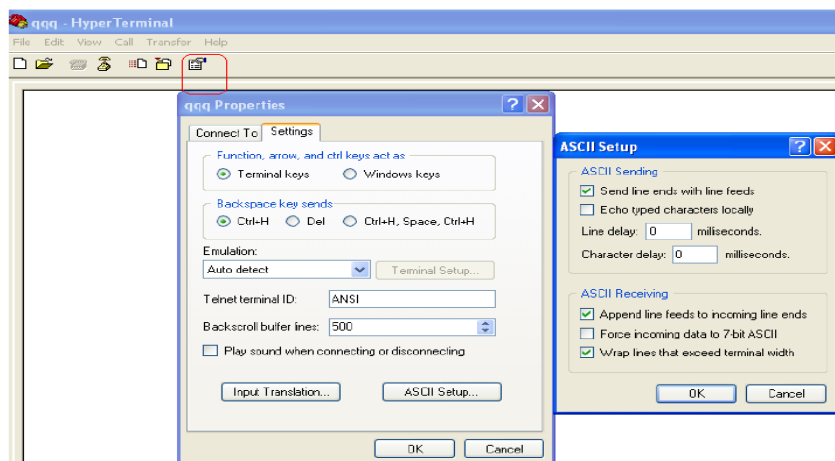 qqq - HyperTerminal
File Edit View Call Transfer Help
qqq Properties
Connect To Settings
Function, arrow, and ctrl keys act as
Terminal keys Windows keys
Backspace key sends
Ctrl+H Del Ctrl+H, Space, Ctrl+H
Emulation:
Auto detect Terminal Setup...
Telnet terminal ID: ANSI
Backscroll buffer lines: 500
Play sound when connecting or disconnecting
Input Translation... ASCII Setup...
OK Cancel
ASCII Setup
ASCII Sending
Send line ends with line feeds
Echo typed characters locally
Line delay: 0 milliseconds.
Character delay: 0 milliseconds.
ASCII Receiving
Append line feeds to incoming line ends
Force incoming data to 7-bit ASCII
Wrap lines that exceed terminal width
OK Cancel